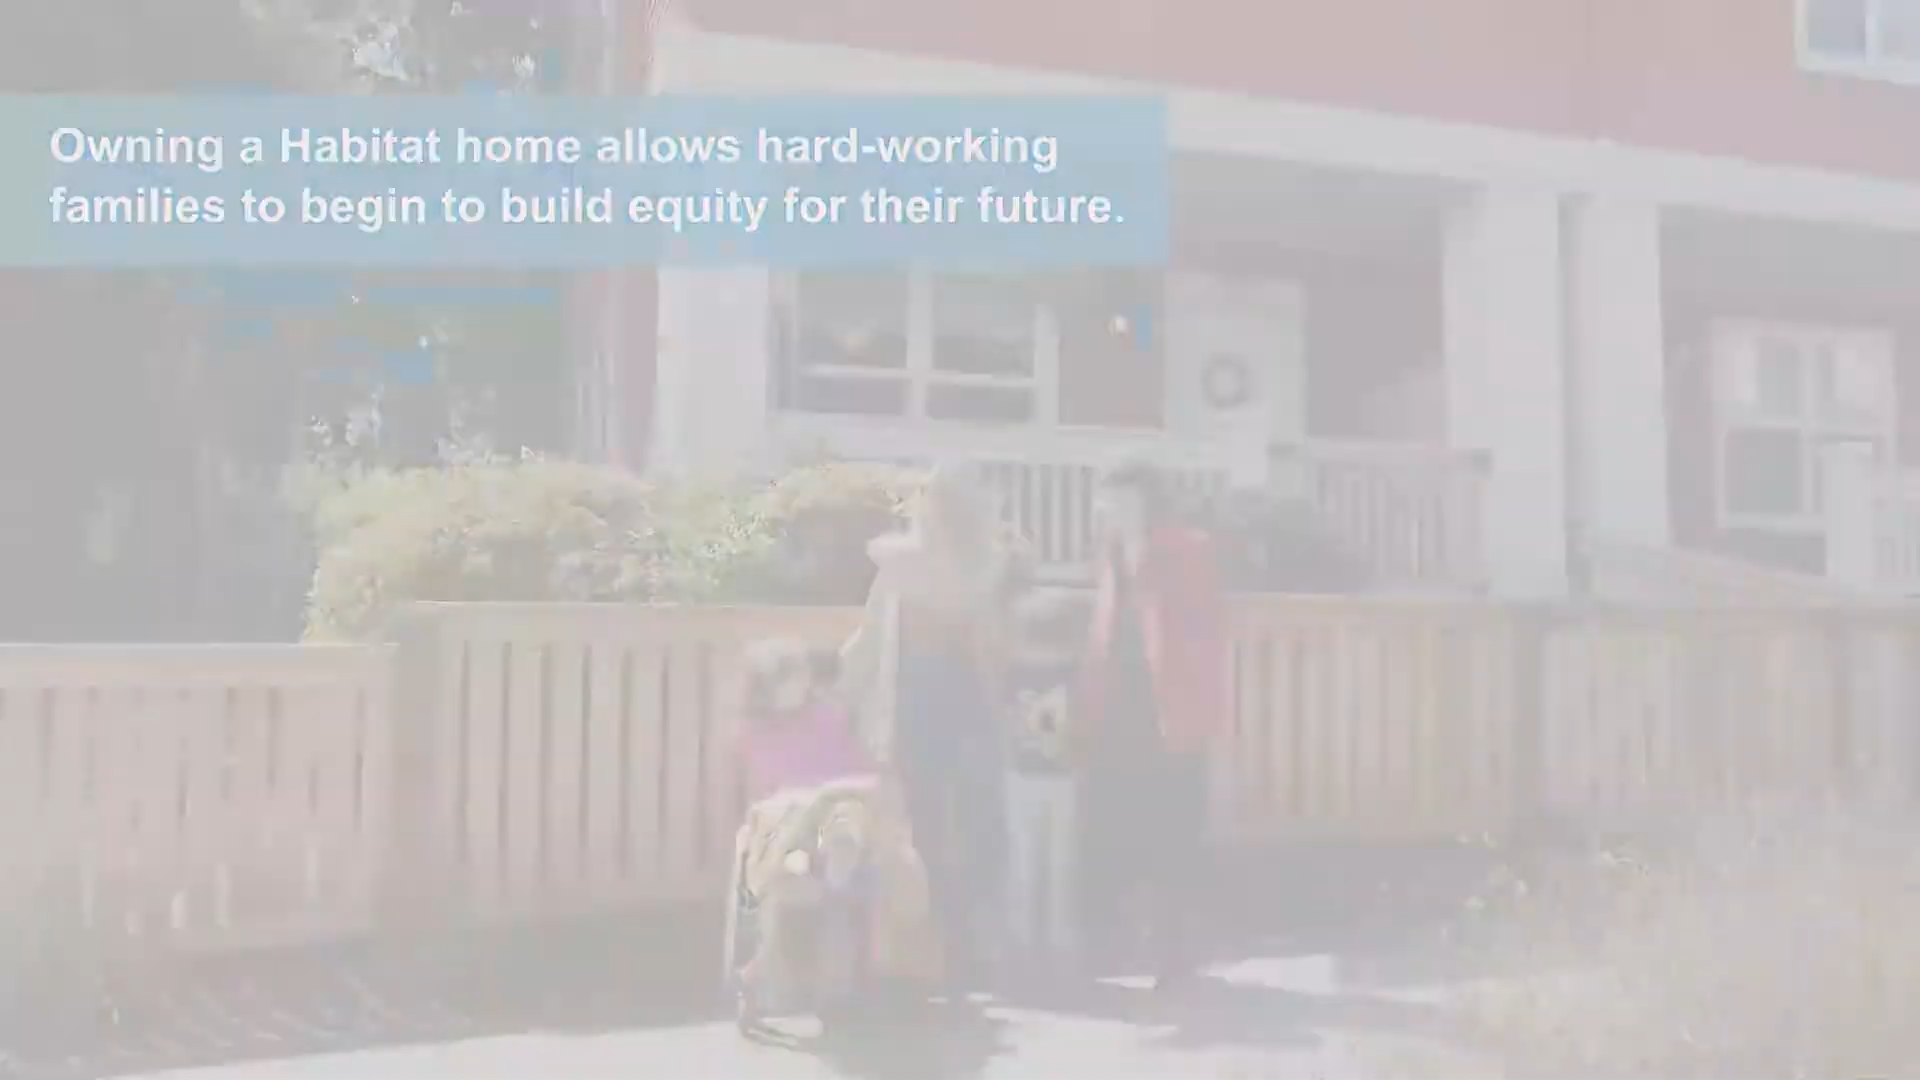 Owning a Habitat home allows hard-working
families to begin to build equity for their future.